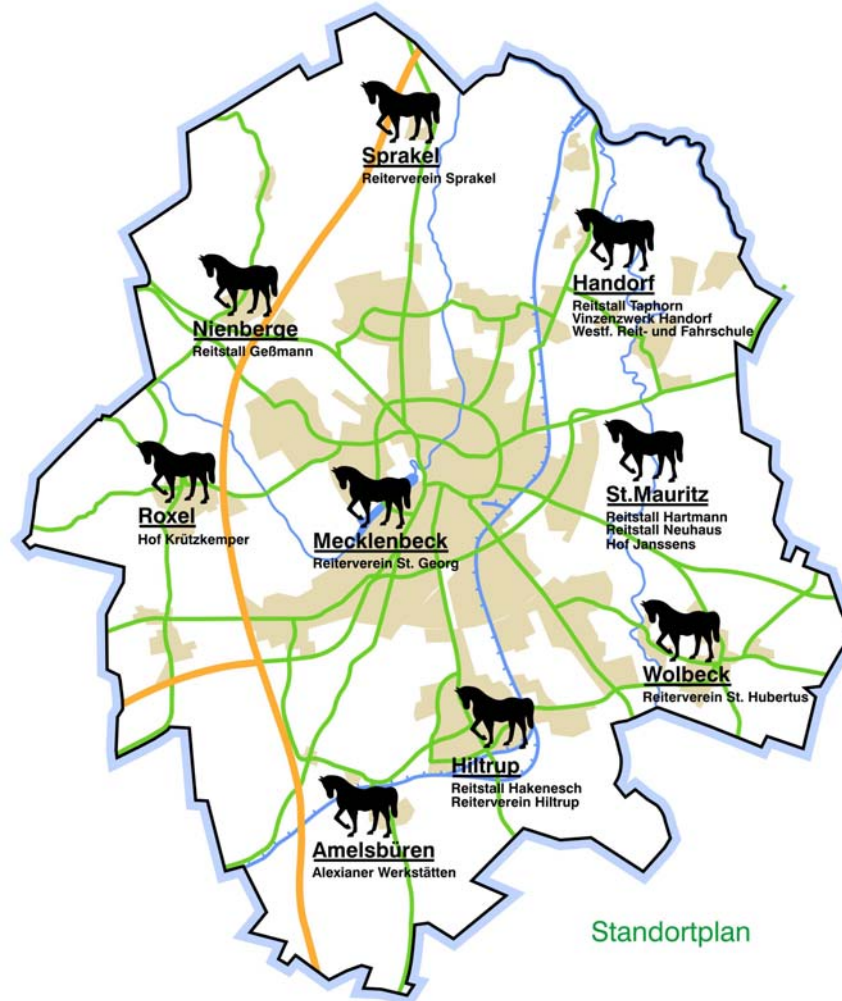 Sprakel
Reiterverein Sprakel
Handorf
Reitstall Taphorn
Vinzenzwerk Handorf
Westf. Reit- und Fahrschule
Nienberge
Reitstall Geßmann
St.Mauritz
Reitstall Hartmann
Reitstall Neuhaus
Hof Janssens
Roxel
Hof Krützkemper
Mecklenbeck
Reiterverein St. Georg
Wolbeck
Reiterverein St. Hubertus
Hiltrup
Reitstall Hakenesch
Reiterverein Hiltrup
Amelsbüren
Alexianer Werkstätten
Standortplan